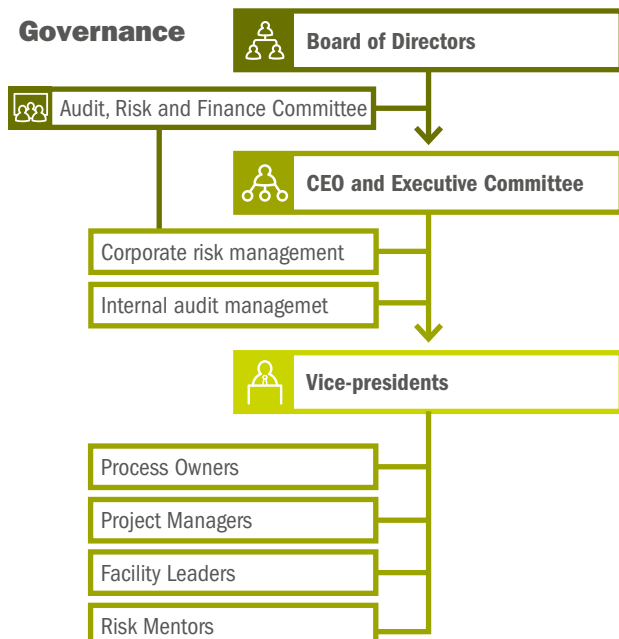 Governance
Board of Directors
Audit, Risk and Finance Committee
CEO and Executive Committee
Corporate risk management
Internal audit managemet
Vice-presidents
Process Owners
Project Managers
Facility Leaders
Risk Mentors